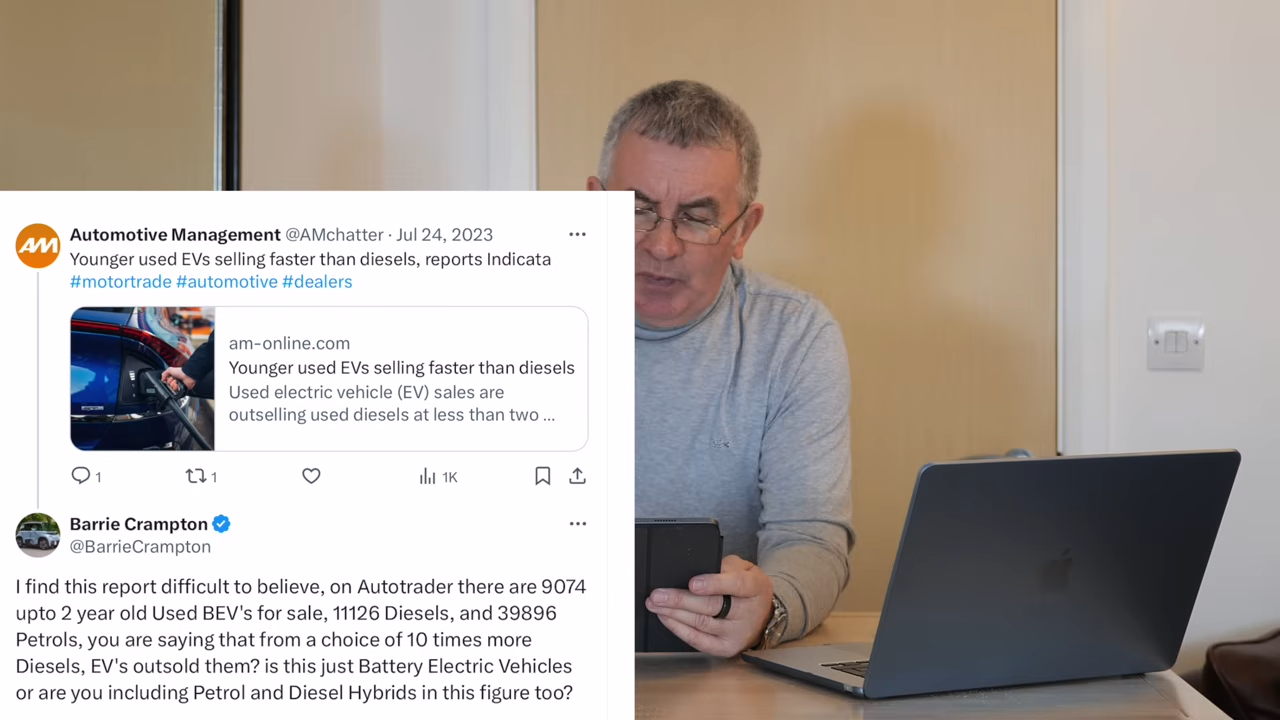 AM
Automotive Management @AMchatter · Jul 24, 2023
Younger used EVs selling faster than diesels, reports Indicata
#motortrade #automotive #dealers
am-online.com
Younger used EVs selling faster than diesels
Used electric vehicle (EV) sales are
outselling used diesels at less than two ...
1 1 1K
Barrie Crampton
@BarrieCrampton
I find this report difficult to believe, on Autotrader there are 9074
upto 2 year old Used BEV's for sale, 11126 Diesels, and 39896
Petrols, you are saying that from a choice of 10 times more
Diesels, EV's outsold them? is this just Battery Electric Vehicles
or are you including Petrol and Diesel Hybrids in this figure too?